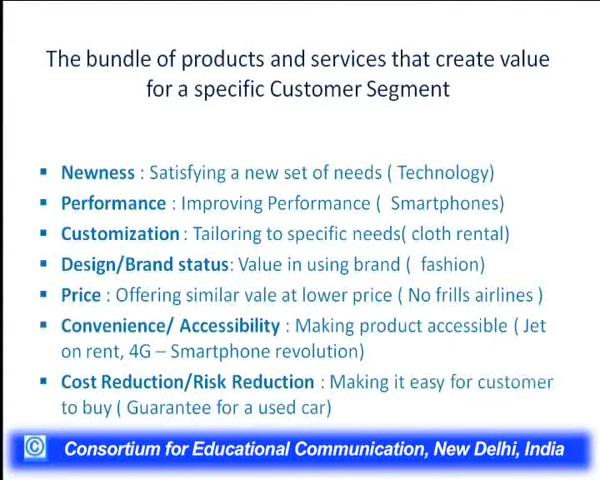 The bundle of products and services that create value
for a specific Customer Segment
▪ Newness : Satisfying a new set of needs ( Technology)
▪ Performance : Improving Performance ( Smartphones)
▪ Customization : Tailoring to specific needs( cloth rental)
▪ Design/Brand status: Value in using brand ( fashion)
▪ Price : Offering similar vale at lower price ( No frills airlines )
▪ Convenience/ Accessibility : Making product accessible ( Jet
on rent, 4G – Smartphone revolution)
▪ Cost Reduction/Risk Reduction : Making it easy for customer
to buy ( Guarantee for a used car)
© Consortium for Educational Communication, New Delhi, India